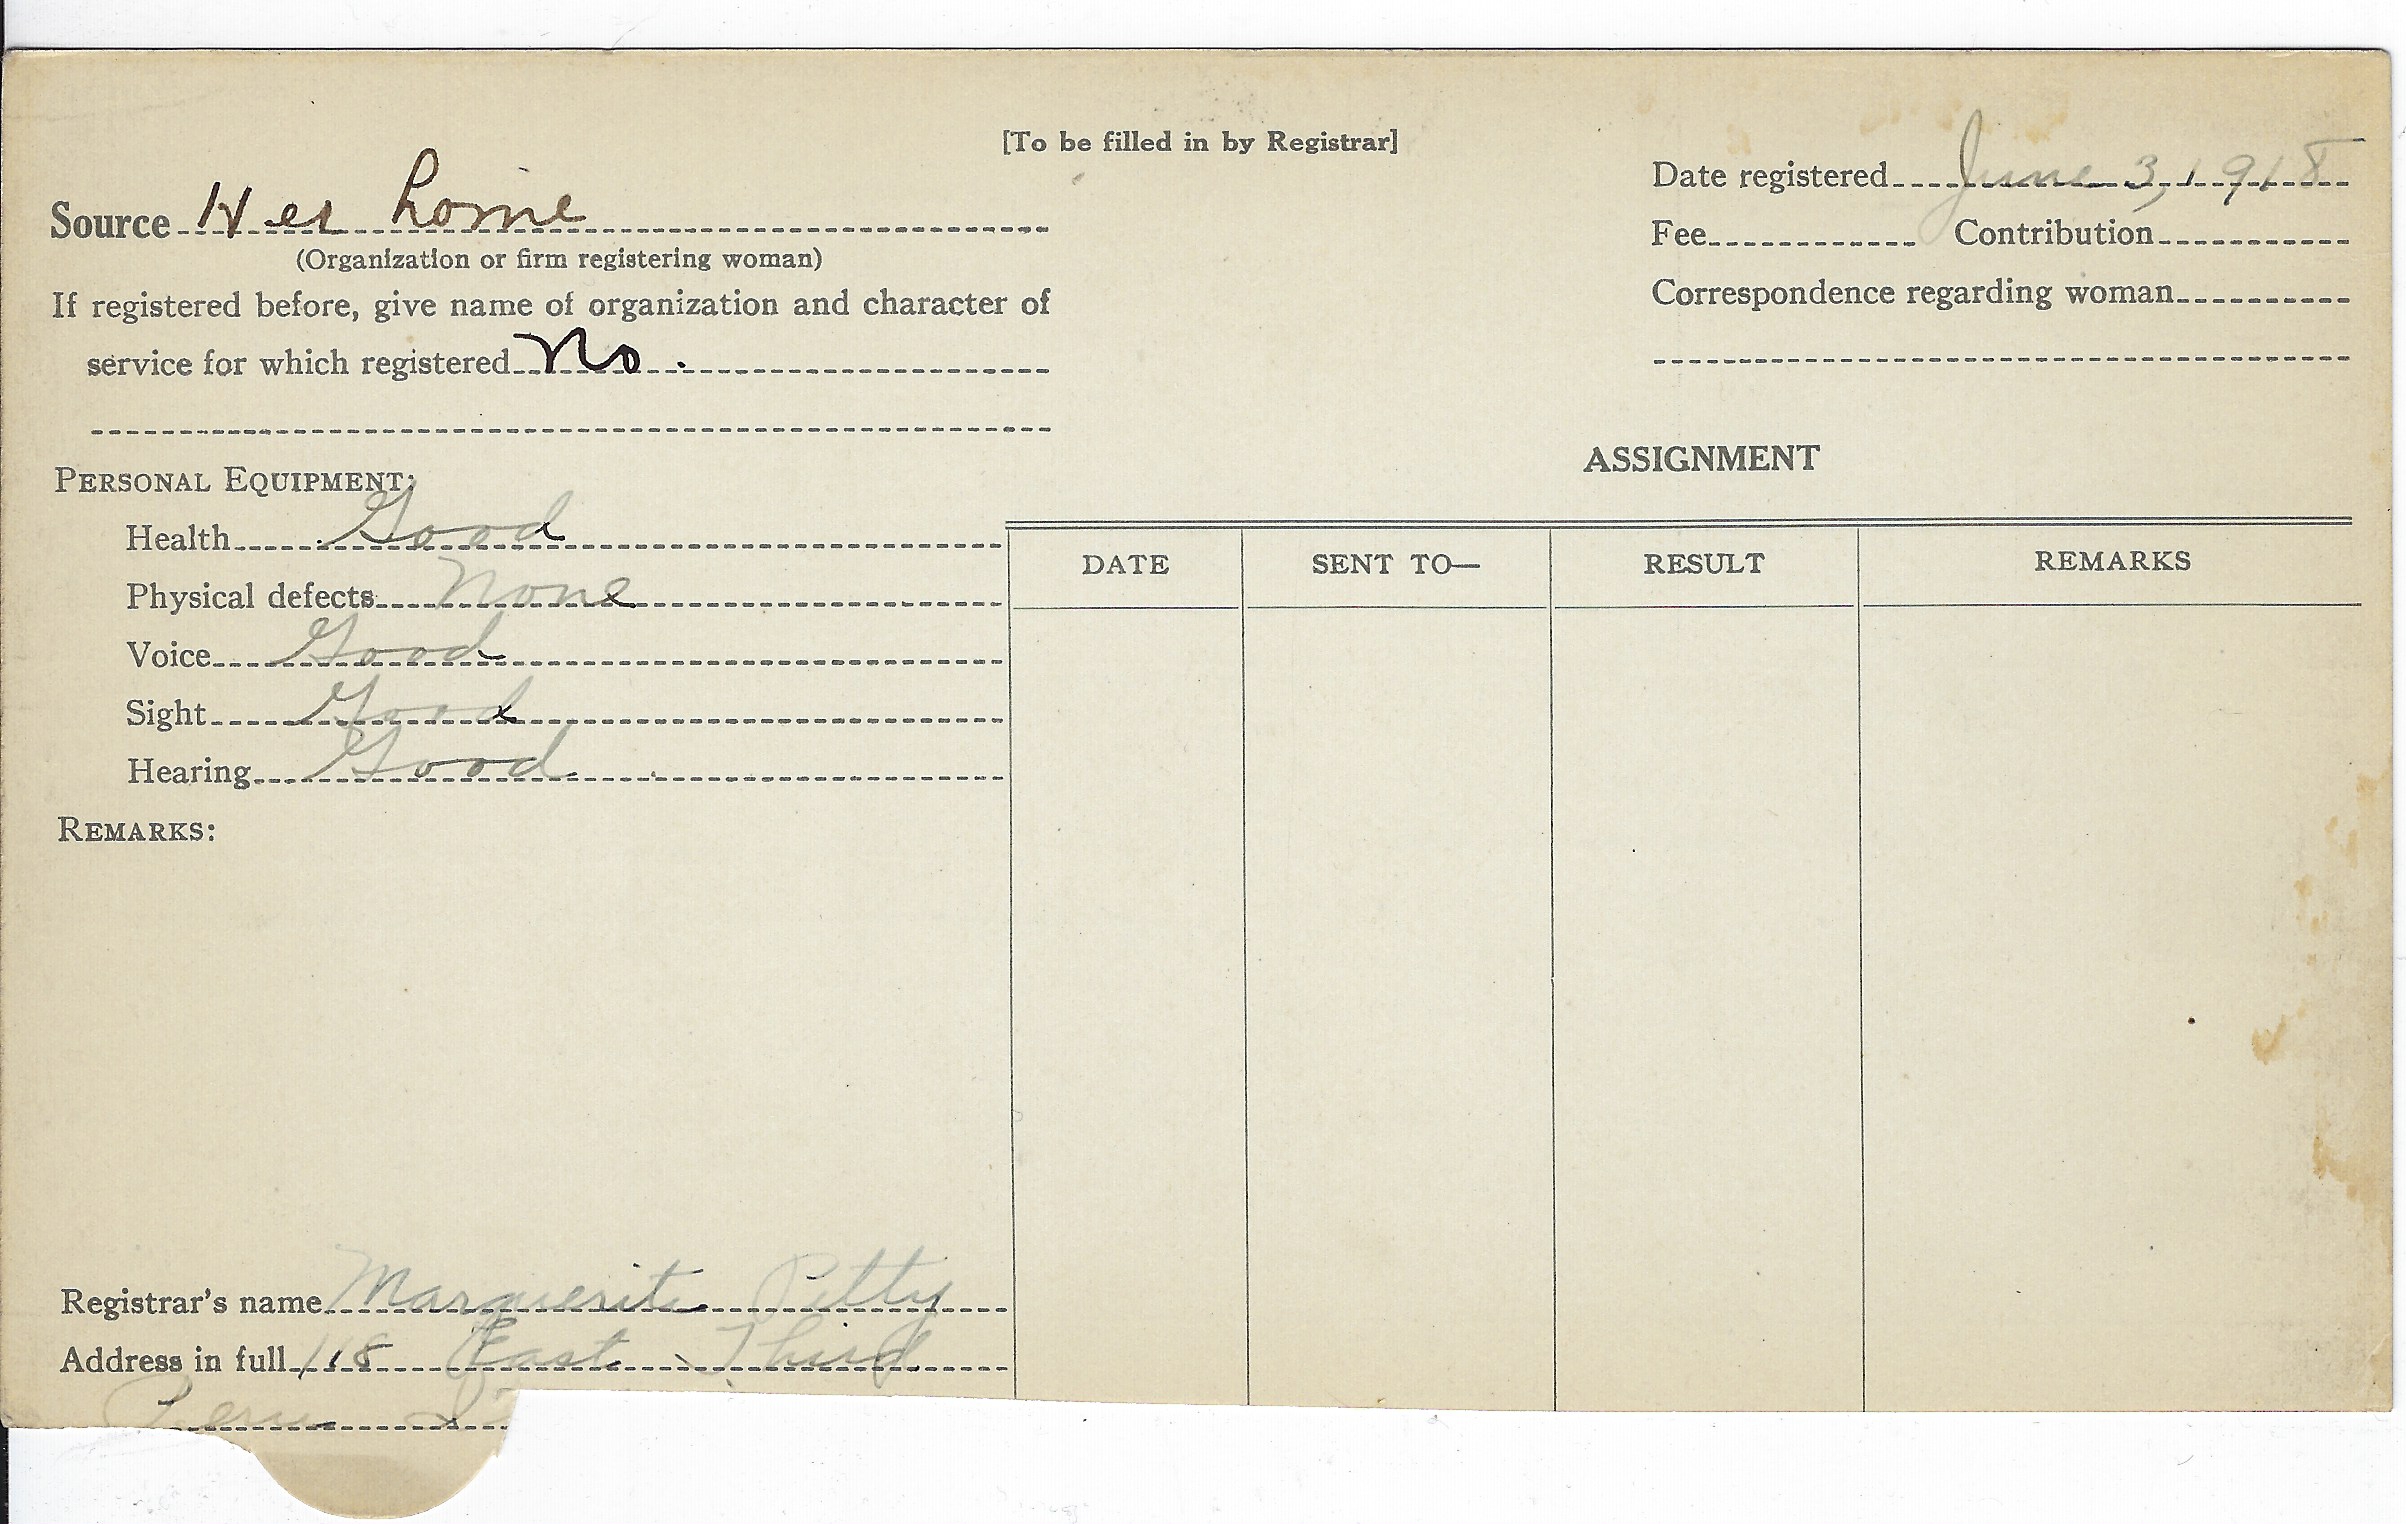 [To be filled in by Registrar]
Source Her home
(Organization or firm registering woman)
If registered before, give name of organization and character of
service for which registered No.
Date registered June 3, 1918
Fee Contribution
Correspondence regarding woman
PERSONAL EQUIPMENT:
Health Good
Physical defects None
Voice Good
Sight Good
Hearing Good
REMARKS:
ASSIGNMENT
DATE SENT TO— RESULT REMARKS
Registrar's name Marguerite Petty
Address in full 118 East Third
Peru